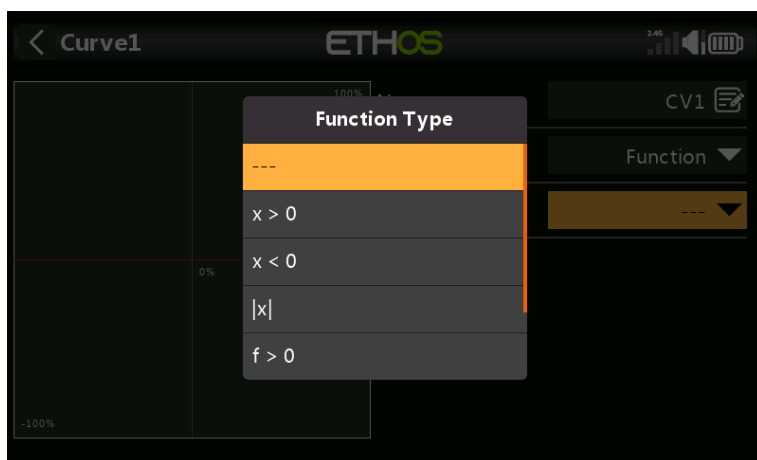 Curve1
ETHOS
2.4G
100%
CV1
Function
---
0%
-100%
Function Type
---
x > 0
x < 0
|x|
f > 0